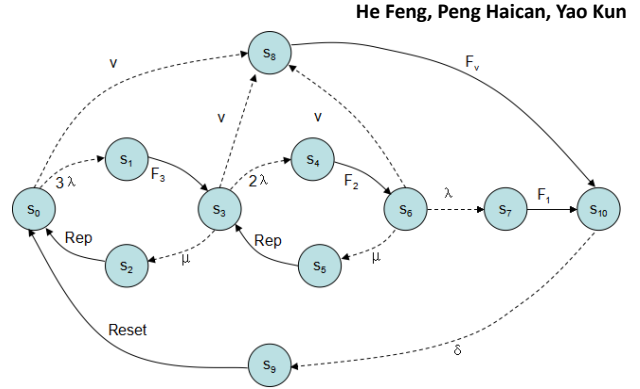 He Feng, Peng Haican, Yao Kun
S8
ν
Fv
ν
ν
S1
S4
3 λ
F3
2 λ
F2
S0
S3
S6
λ
S7
F1
S10
Rep
S2
μ
Rep
S5
μ
Reset
δ
S9